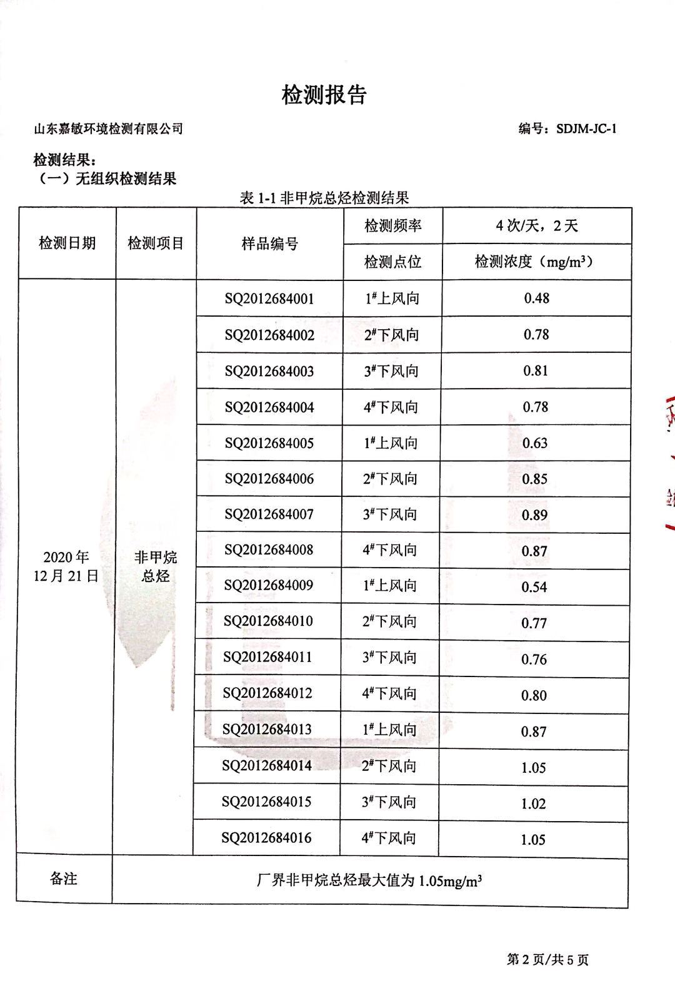 检测报告
山东嘉敏环境检测有限公司 编号：SDJM-JC-1
检测结果：
（一）无组织检测结果
表 1-1 非甲烷总烃检测结果
检测日期 检测项目 样品编号 检测频率 4 次/天，2 天
检测点位 检测浓度（mg/m³）
SQ2012684001 1#上风向 0.48
SQ2012684002 2#下风向 0.78
SQ2012684003 3#下风向 0.81
SQ2012684004 4#下风向 0.78
SQ2012684005 1#上风向 0.63
SQ2012684006 2#下风向 0.85
SQ2012684007 3#下风向 0.89
SQ2012684008 4#下风向 0.87
2020 年
12 月 21 日
非甲烷
总烃
SQ2012684009 1#上风向 0.54
SQ2012684010 2#下风向 0.77
SQ2012684011 3#下风向 0.76
SQ2012684012 4#下风向 0.80
SQ2012684013 1#上风向 0.87
SQ2012684014 2#下风向 1.05
SQ2012684015 3#下风向 1.02
SQ2012684016 4#下风向 1.05
备注 厂界非甲烷总烃最大值为 1.05mg/m³
第 2 页/共 5 页